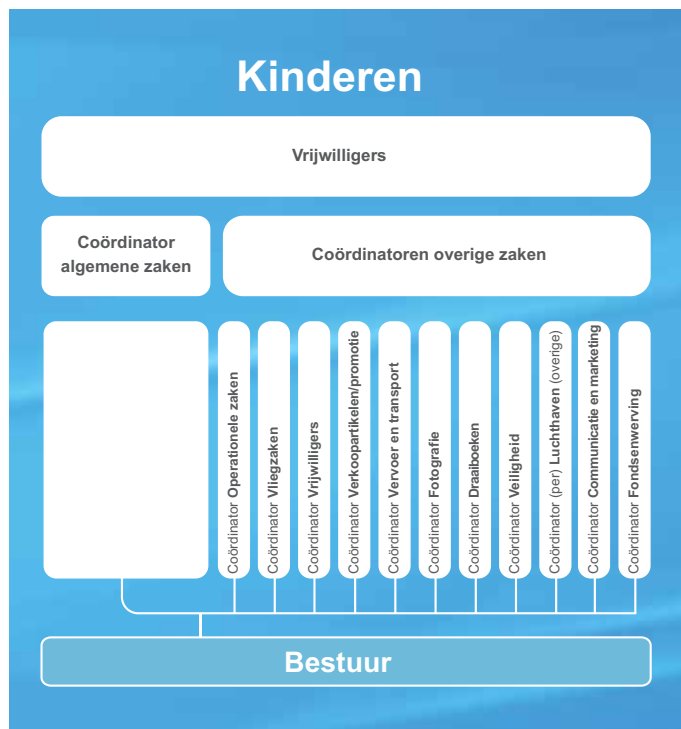 Kinderen
Vrijwilligers
Coördinator
algemene zaken
Coördinatoren overige zaken
Coördinator Operationele zaken
Coördinator Vliegzaken
Coördinator Vrijwilligers
Coördinator Verkoopartikelen/promotie
Coördinator Vervoer en transport
Coördinator Fotografie
Coördinator Draaiboeken
Coördinator Veiligheid
Coördinator (per) Luchthaven (overige)
Coördinator Communicatie en marketing
Coördinator Fondsenwerving
Bestuur